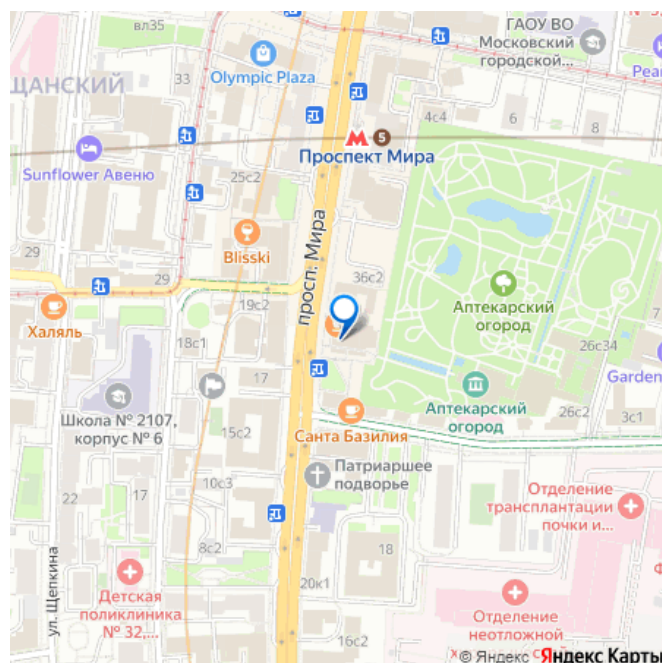 вл35
ГАОУ ВО
Московский
городской...
Pear
ЩАНСКИЙ
33
Olympic Plaza
4с4
6
8
5
Проспект Мира
Sunflower Авеню
25с2
просп. Мира
Blisski
29
29
36с2
19с2
Аптекарский
огород
Халяль
18с1
26с34
17
Garden
Школа № 2107,
корпус № 6
Аптекарский
огород
26с2
3с1
Санта Базилия
15с2
Патриаршее
подворье
22
17
10с3
Отделение
трансплантации
почки и...
8с2
18
ул. Щепкина
Детская
поликлиника
№ 32,...
20к1
Отделение
неотложной
16с2
© Яндекс Яндекс Карты